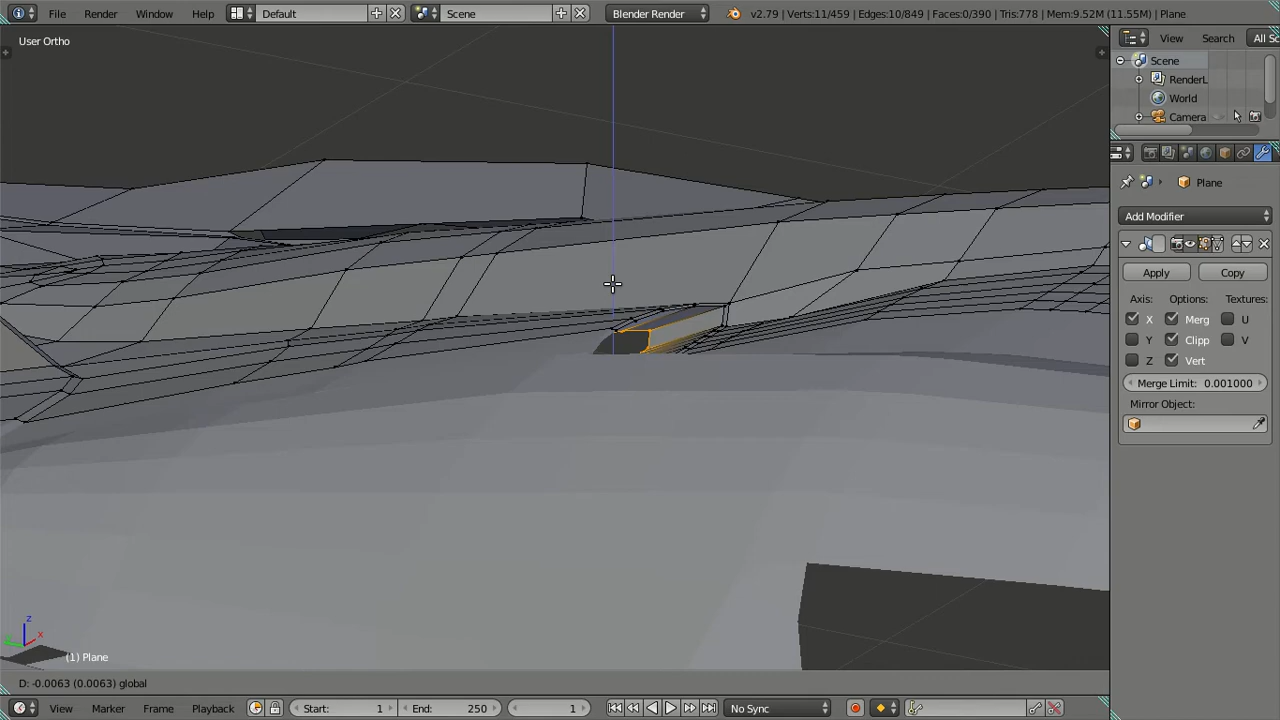 File Render Window Help Default Scene Blender Render v2.79 | Verts:11/459 | Edges:10/849 | Faces:0/390 | Tris:778 | Mem:9.52M (11.55M) | Plane
User Ortho
View Search All Sc
Scene
RenderL
World
Camera
Plane
Add Modifier
Apply Copy
Axis: Options: Textures:
X Merg U
Y Clipp V
Z Vert
Merge Limit: 0.001000
Mirror Object:
z
x
(1) Plane
D: -0.0063 (0.0063) global
View Marker Frame Playback Start: 1 End: 250 1 No Sync